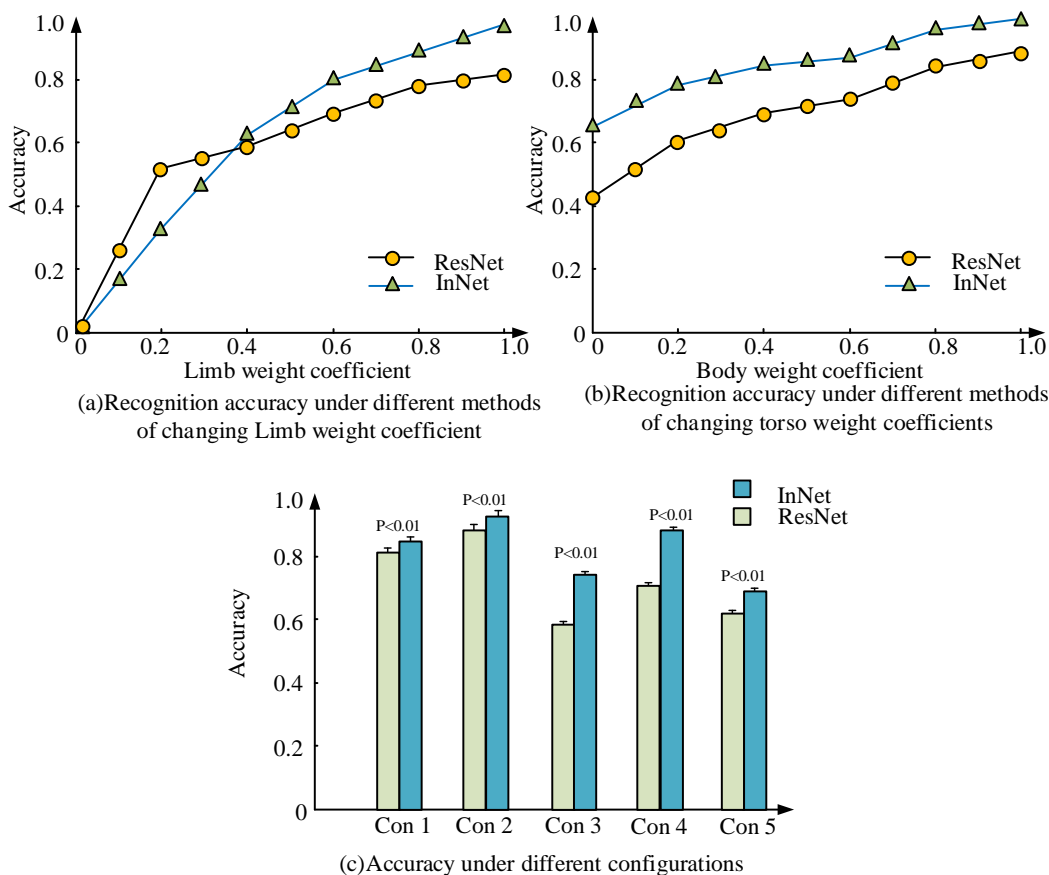 1.0
0.8
0.6
0.4
0.2
0
Accuracy
ResNet
InNet
0 0.2 0.4 0.6 0.8 1.0
Limb weight coefficient
(a)Recognition accuracy under different methods
of changing Limb weight coefficient
1.0
0.8
0.6
0.4
0.2
0
Accuracy
ResNet
InNet
0 0.2 0.4 0.6 0.8 1.0
Body weight coefficient
(b)Recognition accuracy under different methods
of changing torso weight coefficients
InNet
ResNet
1.0
0.8
0.6
0.4
0.2
0
Accuracy
P<0.01
P<0.01
P<0.01
P<0.01
P<0.01
Con 1 Con 2 Con 3 Con 4 Con 5
(c)Accuracy under different configurations